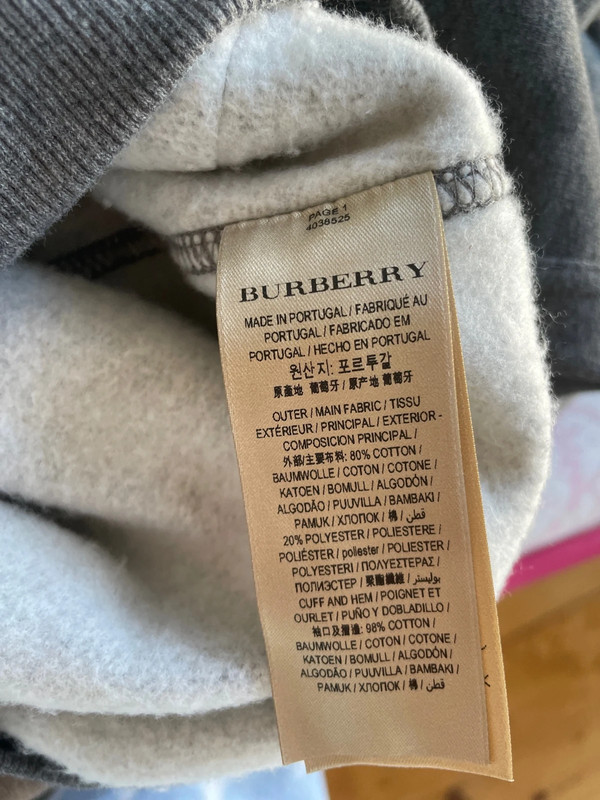 PAGE 1
4038525
BURBERRY
MADE IN PORTUGAL / FABRIQUÉ AU
PORTUGAL / FABRICADO EM
PORTUGAL / HECHO EN PORTUGAL
원산지: 포르투갈
原產地 葡萄牙 / 原产地 葡萄牙
OUTER / MAIN FABRIC / TISSU
EXTÉRIEUR / PRINCIPAL / EXTERIOR -
COMPOSICION PRINCIPAL /
外部/主要布料: 80% COTTON /
BAUMWOLLE / COTON / COTONE /
KATOEN / BOMULL / ALGODÓN /
ALGODÃO / PUUVILLA / BAMBAKI /
PAMUK / ХЛОПОК / 棉 / قطن /
20% POLYESTER / POLIESTERE /
POLIÉSTER / poliester / POLIESTER /
POLYESTERI / ΠΟΛΥΕΣΤΕΡΑΣ /
ПОЛИЭСТЕР / 聚酯纖維 / بوليستر /
CUFF AND HEM / POIGNET ET
OURLET / PUÑO Y DOBLADILLO /
袖口及摺邊: 98% COTTON /
BAUMWOLLE / COTON / COTONE /
KATOEN / BOMULL / ALGODÓN /
ALGODÃO / PUUVILLA / BAMBAKI /
PAMUK / ХЛОПОК / 棉 / قطن /